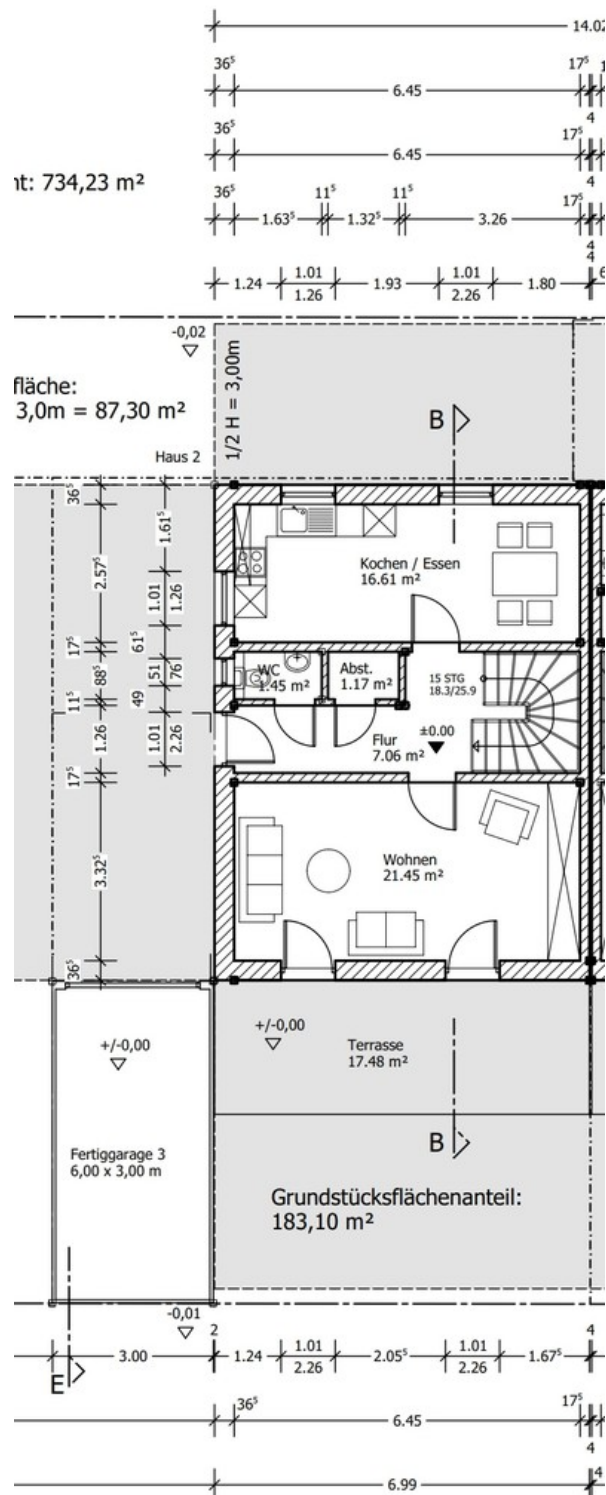 14.02
36⁵ 6.45 17⁵ 1
4
36⁵ 6.45 17⁵
4
nt: 734,23 m²
36⁵ 1.63⁵ 11⁵ 1.32⁵ 11⁵ 3.26 17⁵
4
4
1.24 1.01 1.93 1.01 1.80 6
1.26 2.26
-0,02
fläche:
3,0m = 87,30 m²
1/2 H = 3,00m
B
Haus 2
36⁵ 2.57⁵ 17⁵ 88⁵ 11⁵ 1.26 17⁵ 3.32⁵ 36⁵
61⁵ 49
1.61⁵ 1.01 51 1.01
1.26 76⁵ 2.26
Kochen / Essen
16.61 m²
WC
1.45 m²
Abst.
1.17 m²
15 STG
18.3/25.9
Flur
7.06 m²
±0.00
Wohnen
21.45 m²
+/-0,00
+/-0,00
Terrasse
17.48 m²
Fertiggarage 3
6,00 x 3,00 m
B
Grundstücksflächenanteil:
183,10 m²
-0,01
2 4
3.00 1.24 1.01 2.05⁵ 1.01 1.67⁵
2.26 2.26
E
36⁵ 6.45 17⁵
4
4
6.99